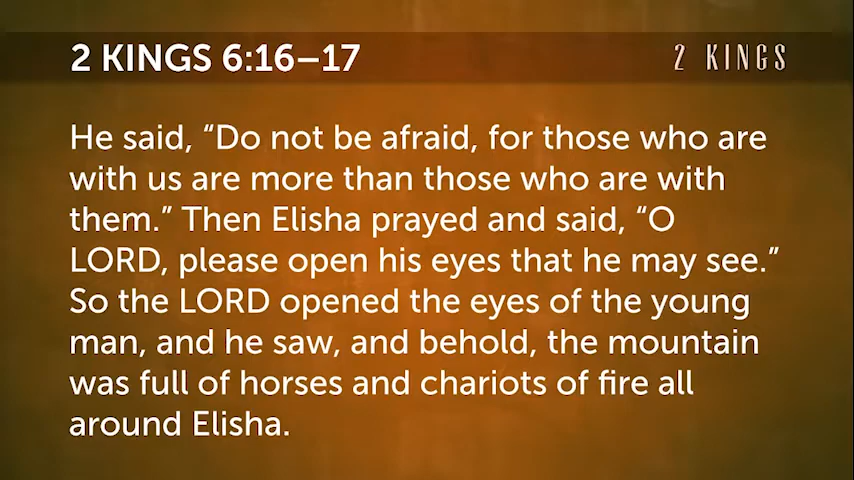 2 KINGS 6:16–17
2 KINGS
He said, “Do not be afraid, for those who are
with us are more than those who are with
them.” Then Elisha prayed and said, “O
LORD, please open his eyes that he may see.”
So the LORD opened the eyes of the young
man, and he saw, and behold, the mountain
was full of horses and chariots of fire all
around Elisha.